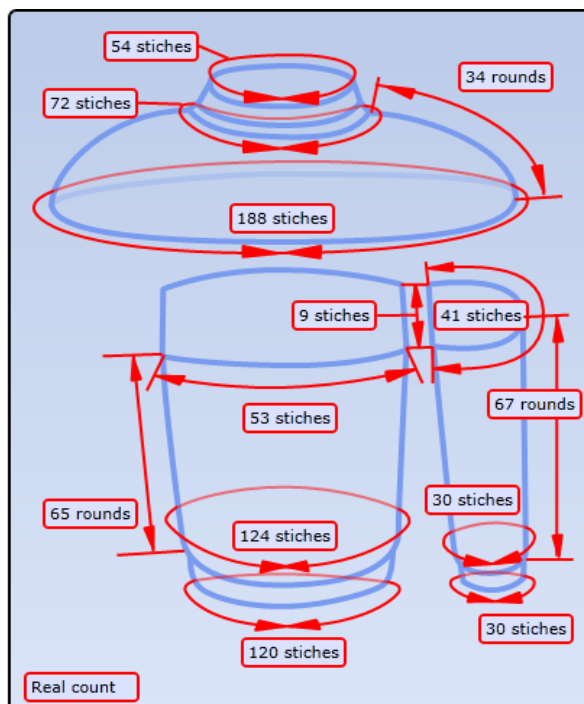 54 stiches
34 rounds
72 stiches
188 stiches
9 stiches
41 stiches
53 stiches
67 rounds
65 rounds
30 stiches
124 stiches
30 stiches
120 stiches
Real count